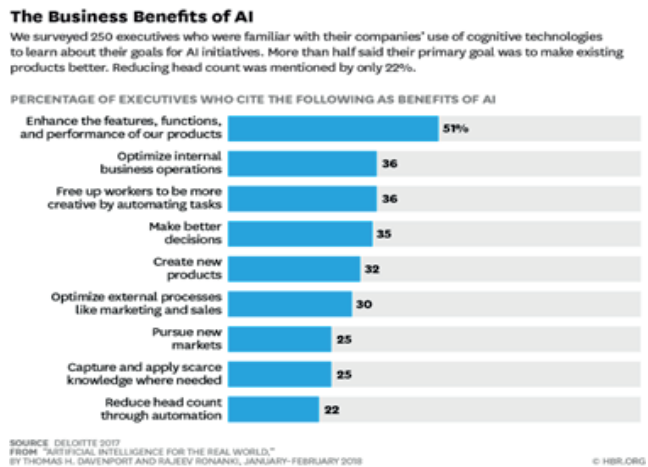 The Business Benefits of AI
We surveyed 250 executives who were familiar with their companies' use of cognitive technologies
to learn about their goals for AI initiatives. More than half said their primary goal was to make existing
products better. Reducing head count was mentioned by only 22%.
PERCENTAGE OF EXECUTIVES WHO CITE THE FOLLOWING AS BENEFITS OF AI
Enhance the features, functions,
and performance of our products
51%
Optimize internal
business operations
36
Free up workers to be more
creative by automating tasks
36
Make better
decisions
35
Create new
products
32
Optimize external processes
like marketing and sales
30
Pursue new
markets
25
Capture and apply scarce
knowledge where needed
25
Reduce head count
through automation
22
SOURCE DELOITTE 2017
FROM "ARTIFICIAL INTELLIGENCE FOR THE REAL WORLD,"
BY THOMAS H. DAVENPORT AND RAJEEV RONANKI, JANUARY–FEBRUARY 2018
© HBR.ORG